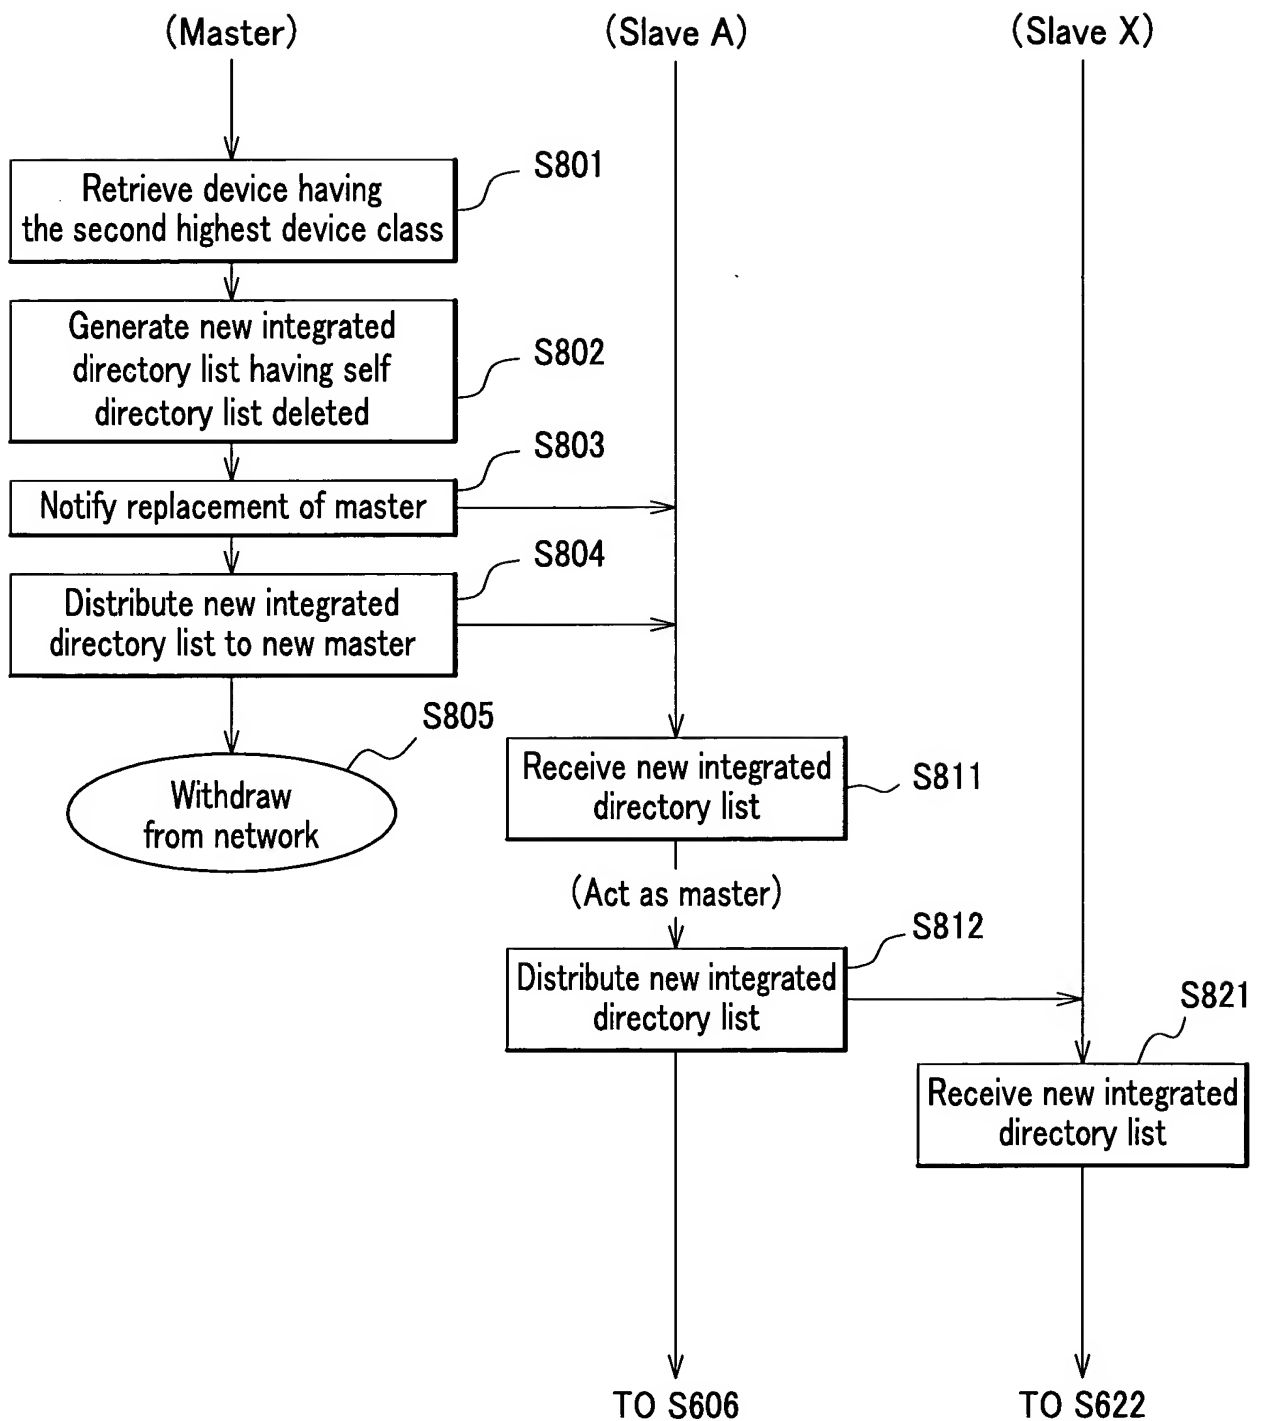 (Master)
(Slave A)
(Slave X)
S801
Retrieve device having
the second highest device class
S802
Generate new integrated
directory list having self
directory list deleted
S803
Notify replacement of master
S804
Distribute new integrated
directory list to new master
S805
Withdraw
from network
Receive new integrated
directory list
S811
(Act as master)
S812
Distribute new integrated
directory list
S821
Receive new integrated
directory list
TO S606
TO S622